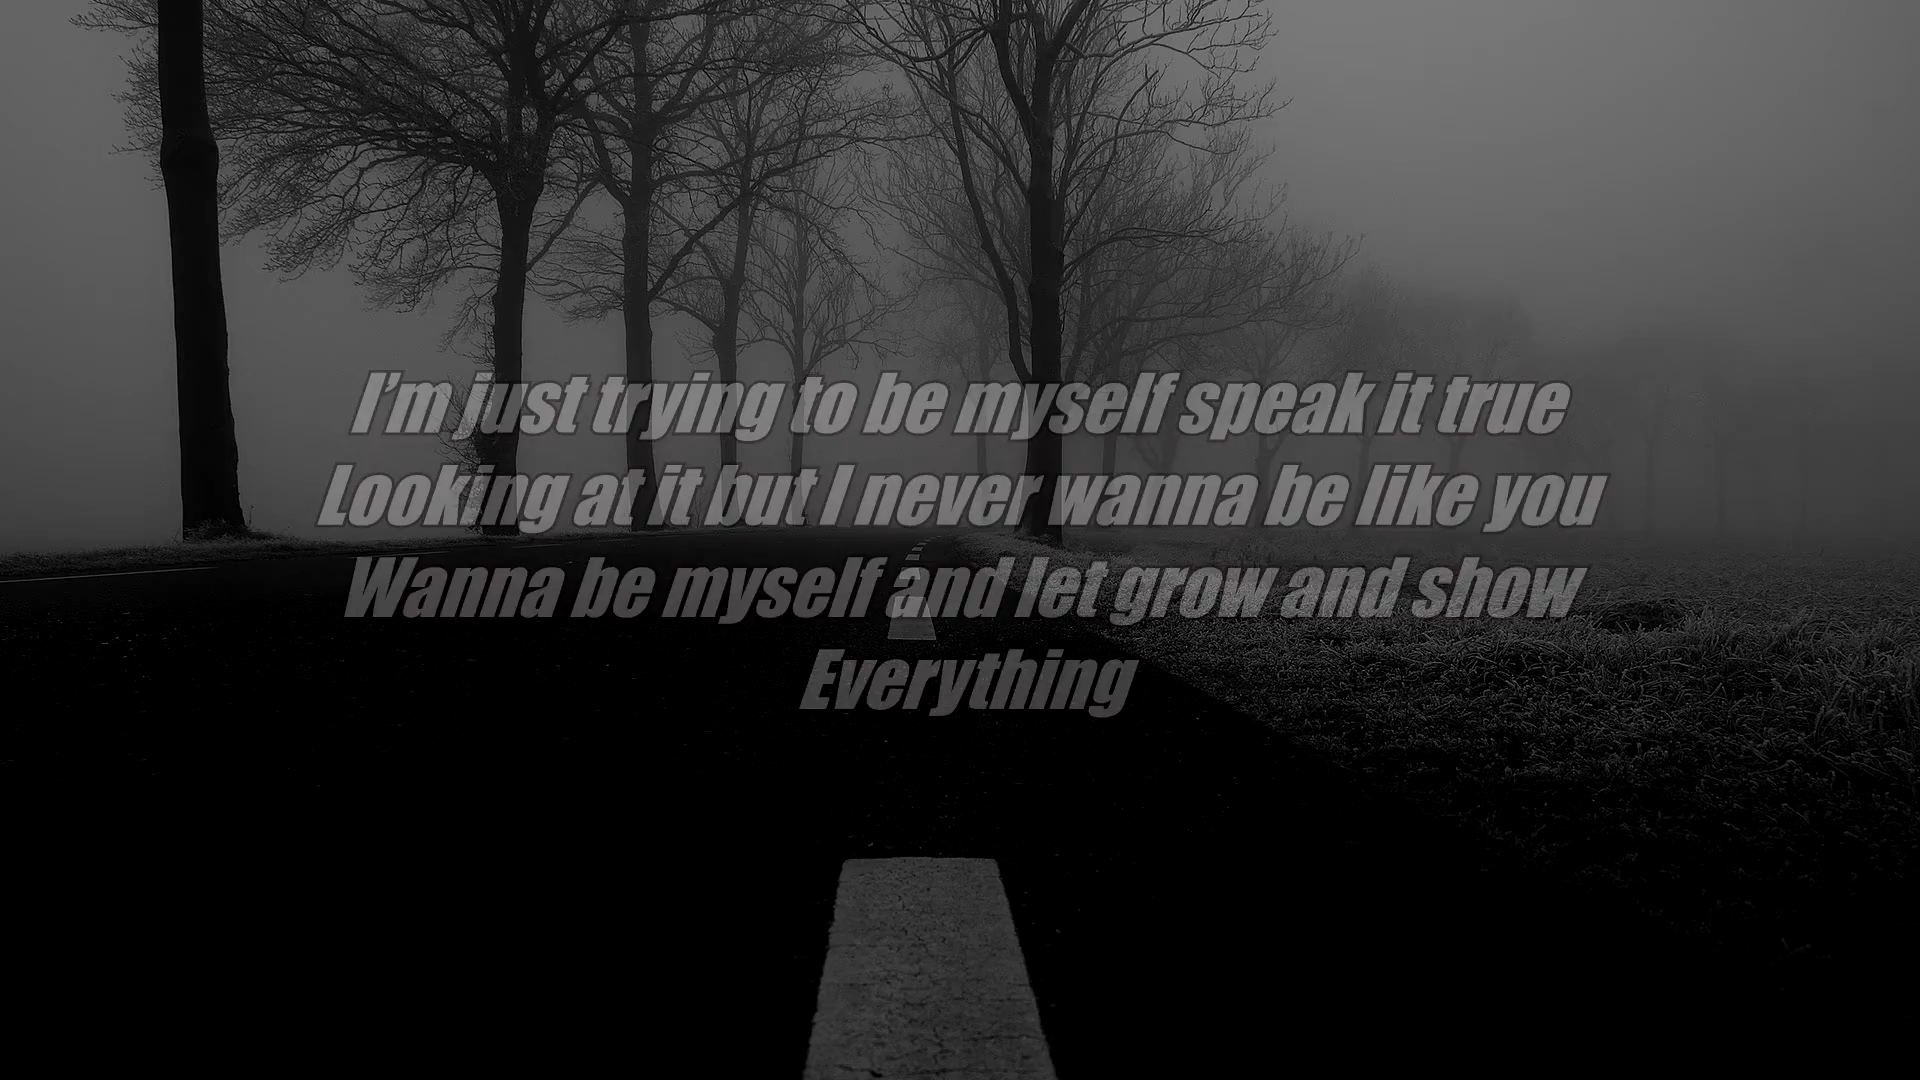 I’m just trying to be myself speak it true
Looking at it but I never wanna be like you
Wanna be myself and let grow and show
Everything